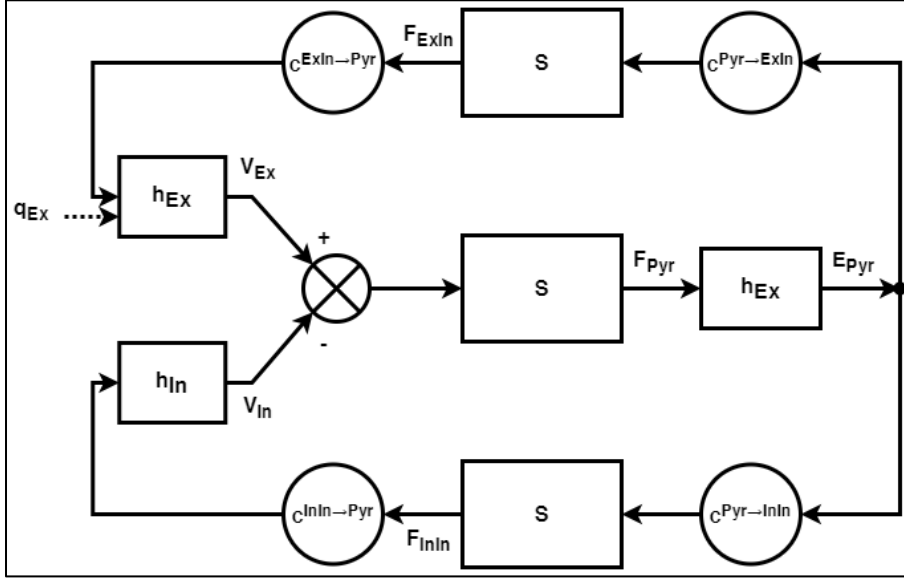 F_ExIn
c^ExIn→Pyr
S
c^Pyr→ExIn
V_Ex
h_Ex
q_Ex
+
F_Pyr
E_Pyr
S
h_Ex
-
h_In
V_In
c^InIn→Pyr
S
c^Pyr→InIn
F_InIn